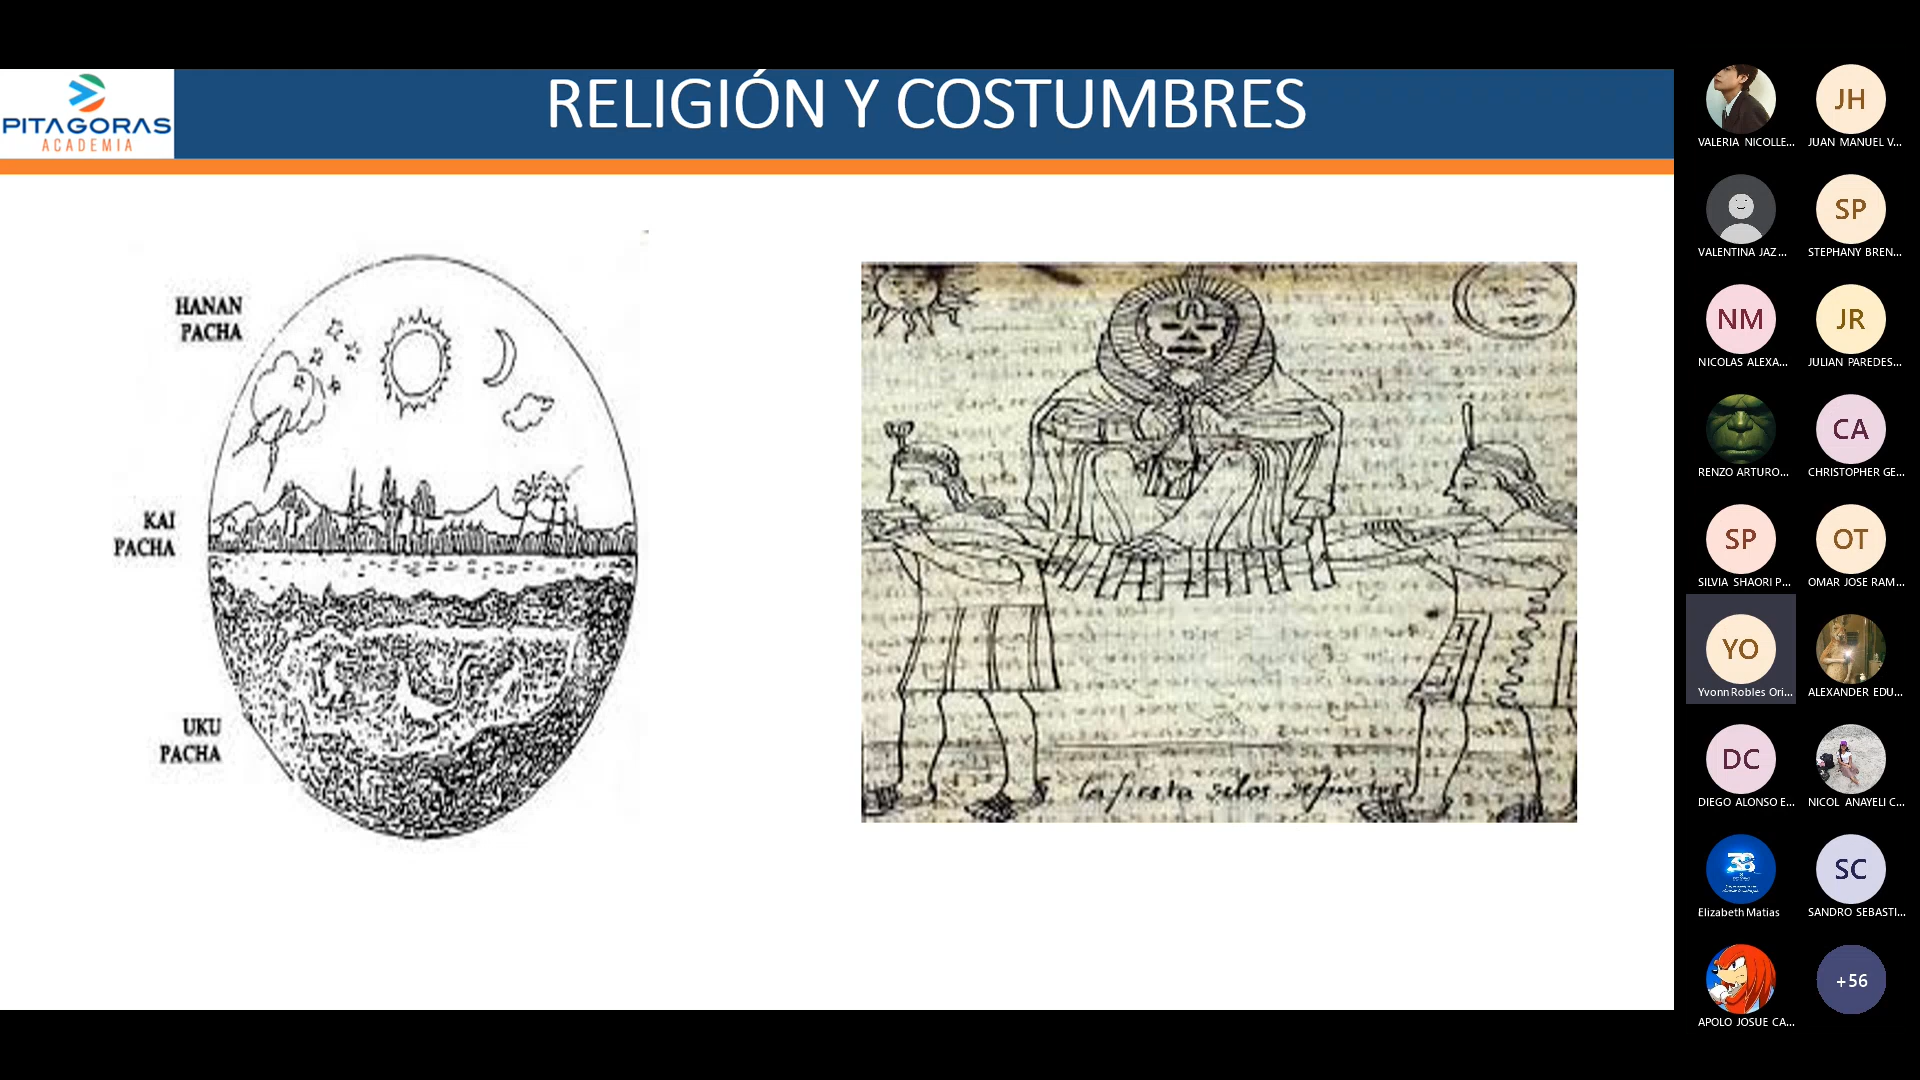 PITAGORAS
ACADEMIA
RELIGIÓN Y COSTUMBRES
HANAN
PACHA
KAI
PACHA
UKU
PACHA
la fiesta delos defuntos
VALERIA NICOLLE...
JH
JUAN MANUEL V...
VALENTINA JAZ...
SP
STEPHANY BREN...
NM
NICOLAS ALEXA...
JR
JULIAN PAREDES...
RENZO ARTURO...
CA
CHRISTOPHER GE...
SP
SILVIA SHAORI P...
OT
OMAR JOSE RAM...
YO
Yvonn Robles Ori...
ALEXANDER EDU...
DC
DIEGO ALONSO E...
NICOL ANAYELI C...
38
Elizabeth Matias
SC
SANDRO SEBASTI...
APOLO JOSUE CA...
+56